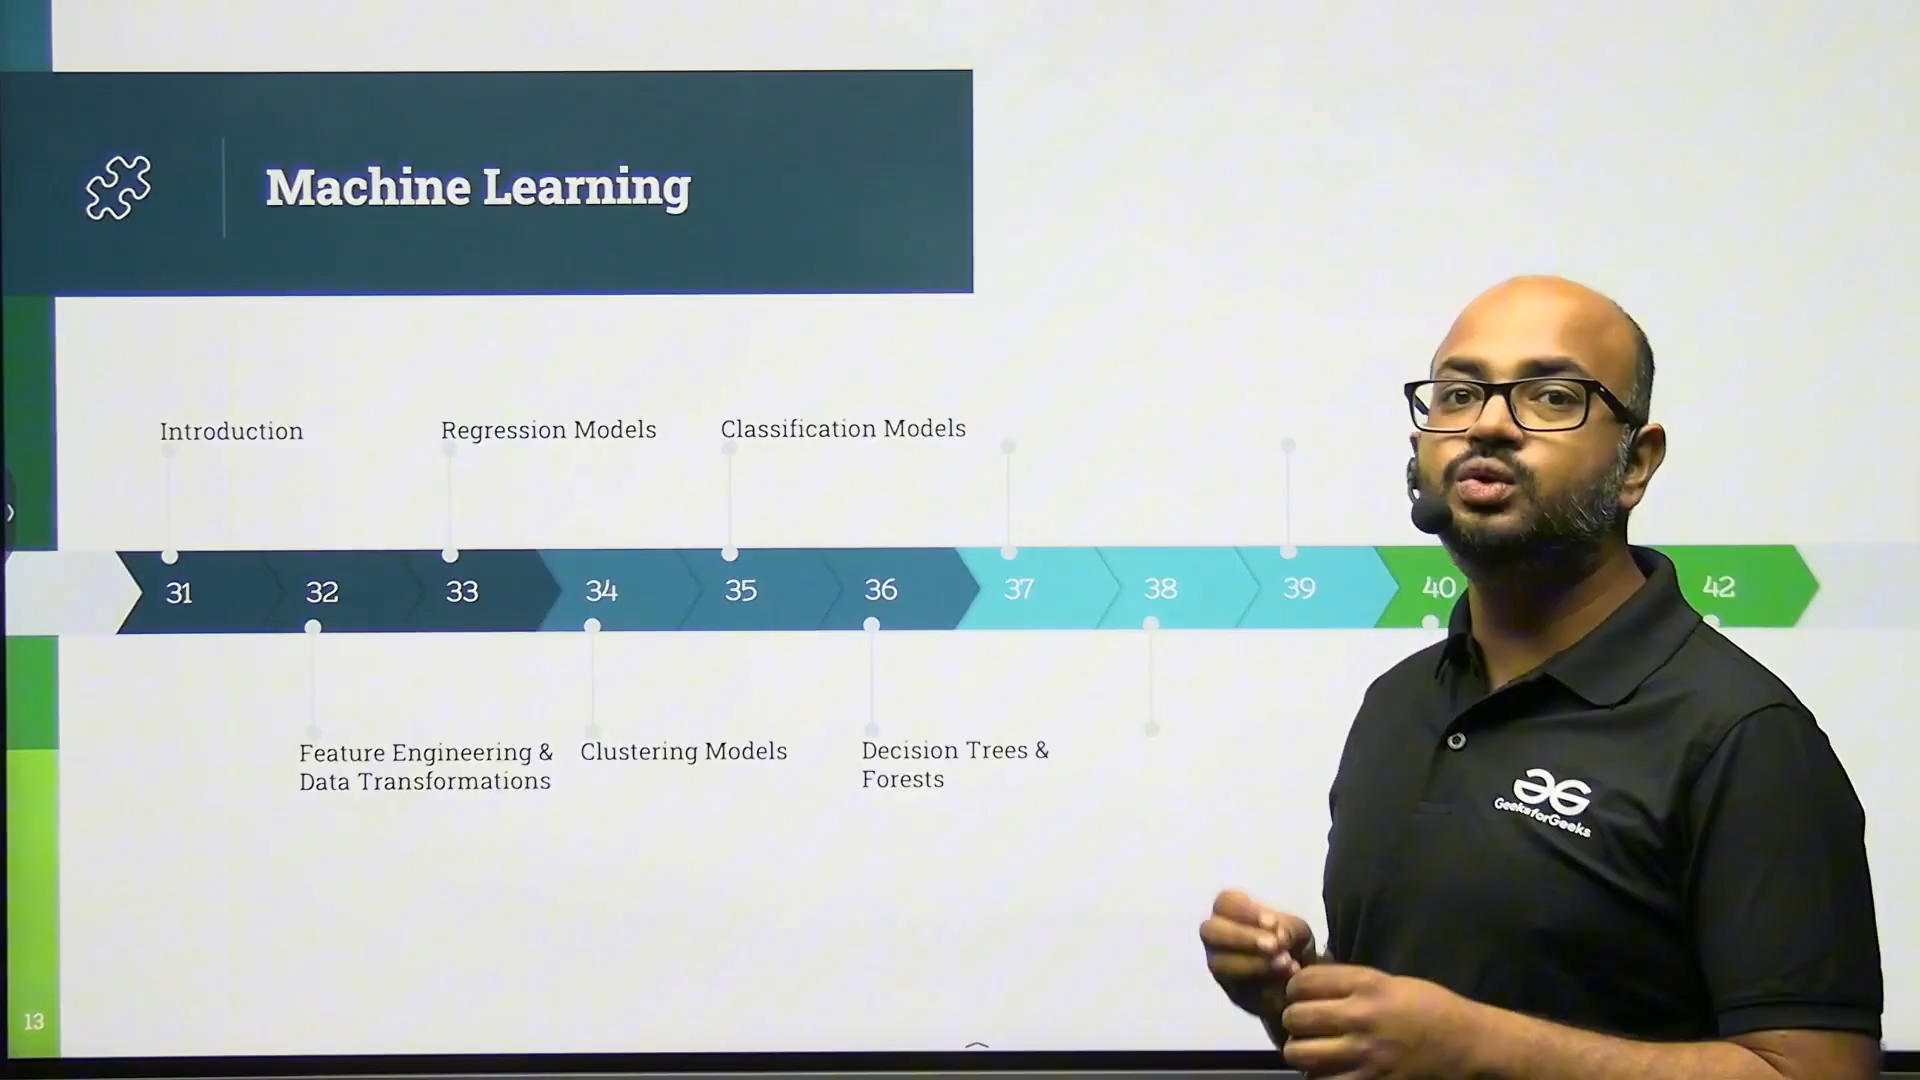 Machine Learning
Introduction
Regression Models
Classification Models
31
32
33
34
35
36
37
38
39
40
42
Feature Engineering &
Data Transformations
Clustering Models
Decision Trees &
Forests
GeeksforGeeks
13